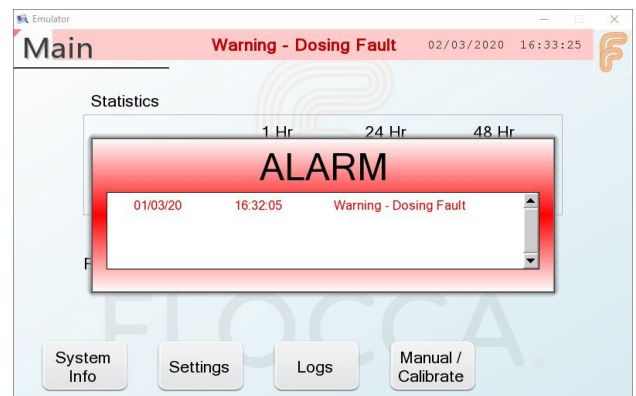 Emulator
Main Warning - Dosing Fault 02/03/2020 16:33:25
Statistics
1 Hr 24 Hr 48 Hr
ALARM
01/03/20 16:32:05 Warning - Dosing Fault
F
FLOCCA.
System Info
Settings
Logs
Manual / Calibrate